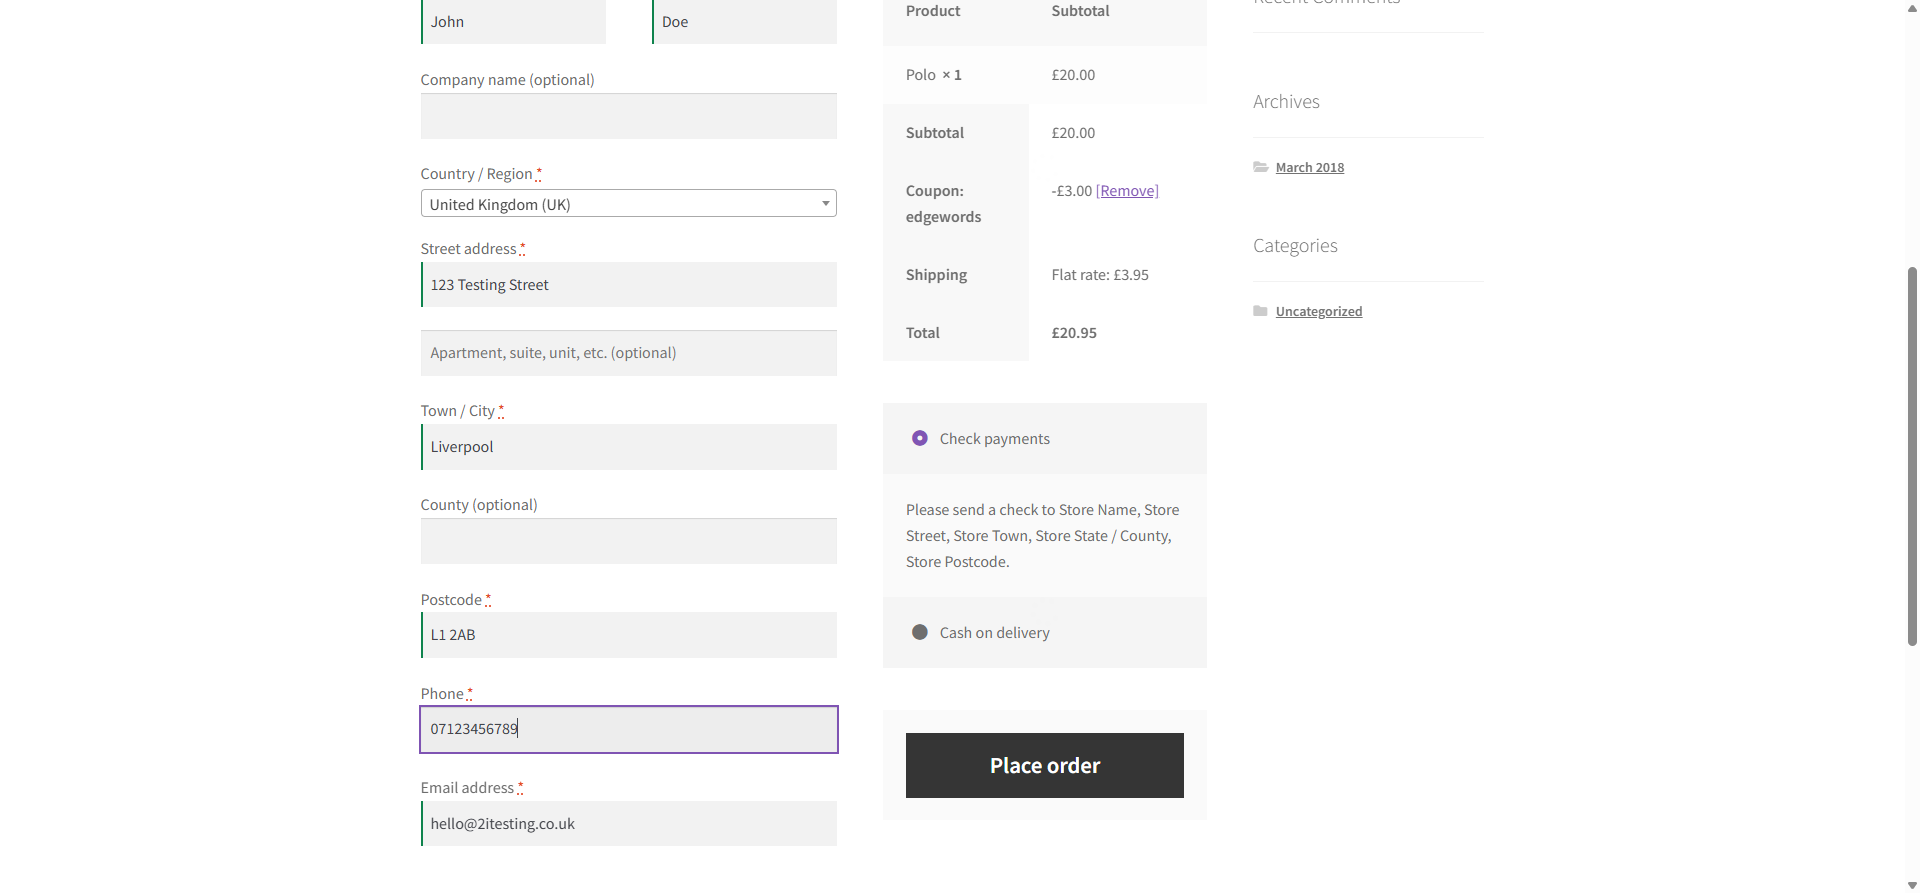 John
Doe
Company name (optional)
Country / Region *
United Kingdom (UK)
Street address *
123 Testing Street
Apartment, suite, unit, etc. (optional)
Town / City *
Liverpool
County (optional)
Postcode *
L1 2AB
Phone *
07123456789
Email address *
hello@2itesting.co.uk
Product Subtotal
Polo × 1 £20.00
Subtotal £20.00
Coupon: edgewords -£3.00 [Remove]
Shipping Flat rate: £3.95
Total £20.95
Check payments
Please send a check to Store Name, Store
Street, Store Town, Store State / County,
Store Postcode.
Cash on delivery
Place order
Recent Comments
Archives
March 2018
Categories
Uncategorized